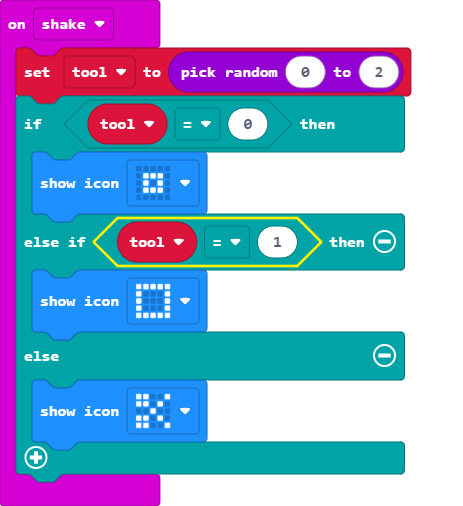 on shake
set tool to pick random 0 to 2
if tool = 0 then
show icon
else if tool = 1 then
show icon
else
show icon